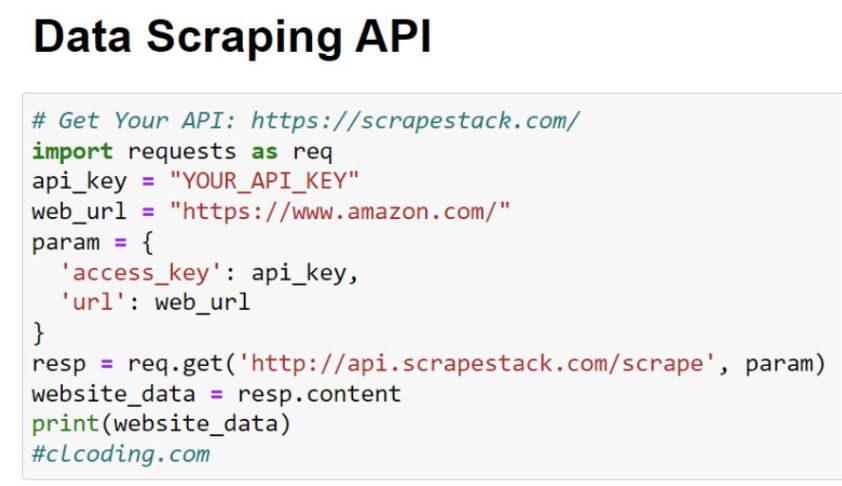 Data Scraping API
# Get Your API: https://scrapestack.com/
import requests as req
api_key = "YOUR_API_KEY"
web_url = "https://www.amazon.com/"
param = {
  'access_key': api_key,
  'url': web_url
}
resp = req.get('http://api.scrapestack.com/scrape', param)
website_data = resp.content
print(website_data)
#clcoding.com